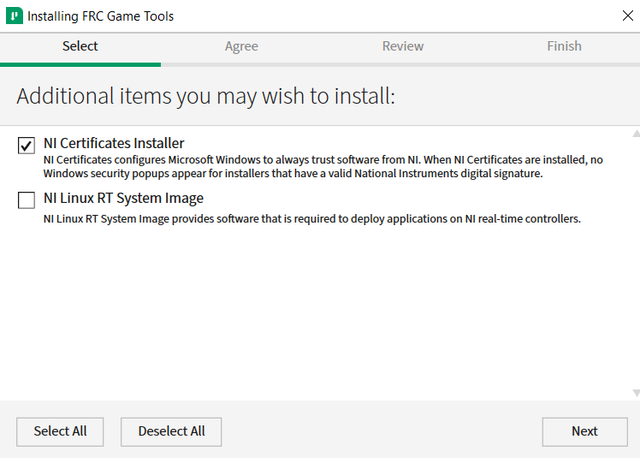 Installing FRC Game Tools
Select
Agree
Review
Finish
Additional items you may wish to install:
NI Certificates Installer
NI Certificates configures Microsoft Windows to always trust software from NI. When NI Certificates are installed, no
Windows security popups appear for installers that have a valid National Instruments digital signature.
NI Linux RT System Image
NI Linux RT System Image provides software that is required to deploy applications on NI real-time controllers.
Select All
Deselect All
Next